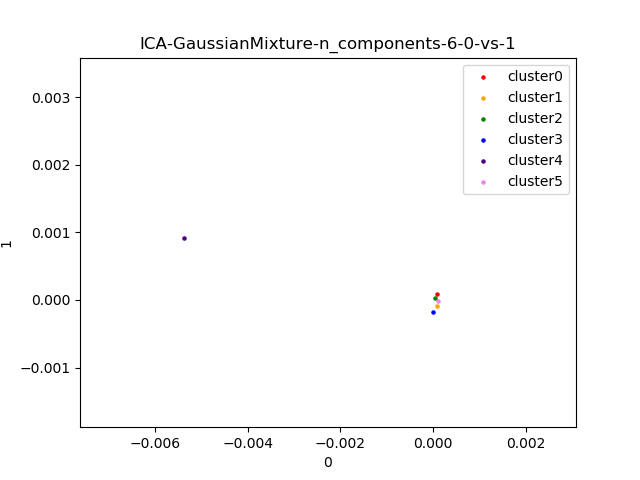 ICA-GaussianMixture-n_components-6-0-vs-1
cluster0
cluster1
cluster2
cluster3
cluster4
cluster5
0.003
0.002
0.001
0.000
−0.001
1
−0.006
−0.004
−0.002
0.000
0.002
0